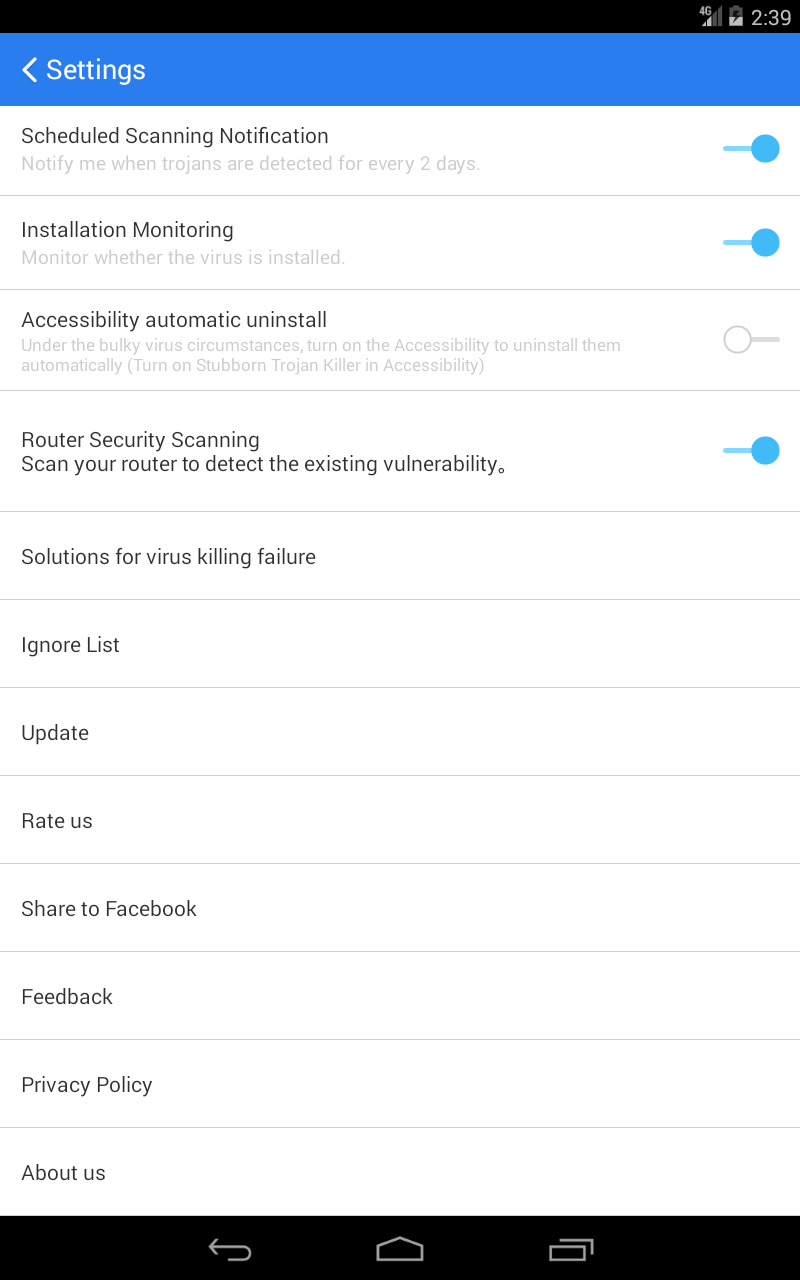 4G 2:39
Settings
Scheduled Scanning Notification
Notify me when trojans are detected for every 2 days.
Installation Monitoring
Monitor whether the virus is installed.
Accessibility automatic uninstall
Under the bulky virus circumstances, turn on the Accessibility to uninstall them
automatically (Turn on Stubborn Trojan Killer in Accessibility)
Router Security Scanning
Scan your router to detect the existing vulnerability。
Solutions for virus killing failure
Ignore List
Update
Rate us
Share to Facebook
Feedback
Privacy Policy
About us